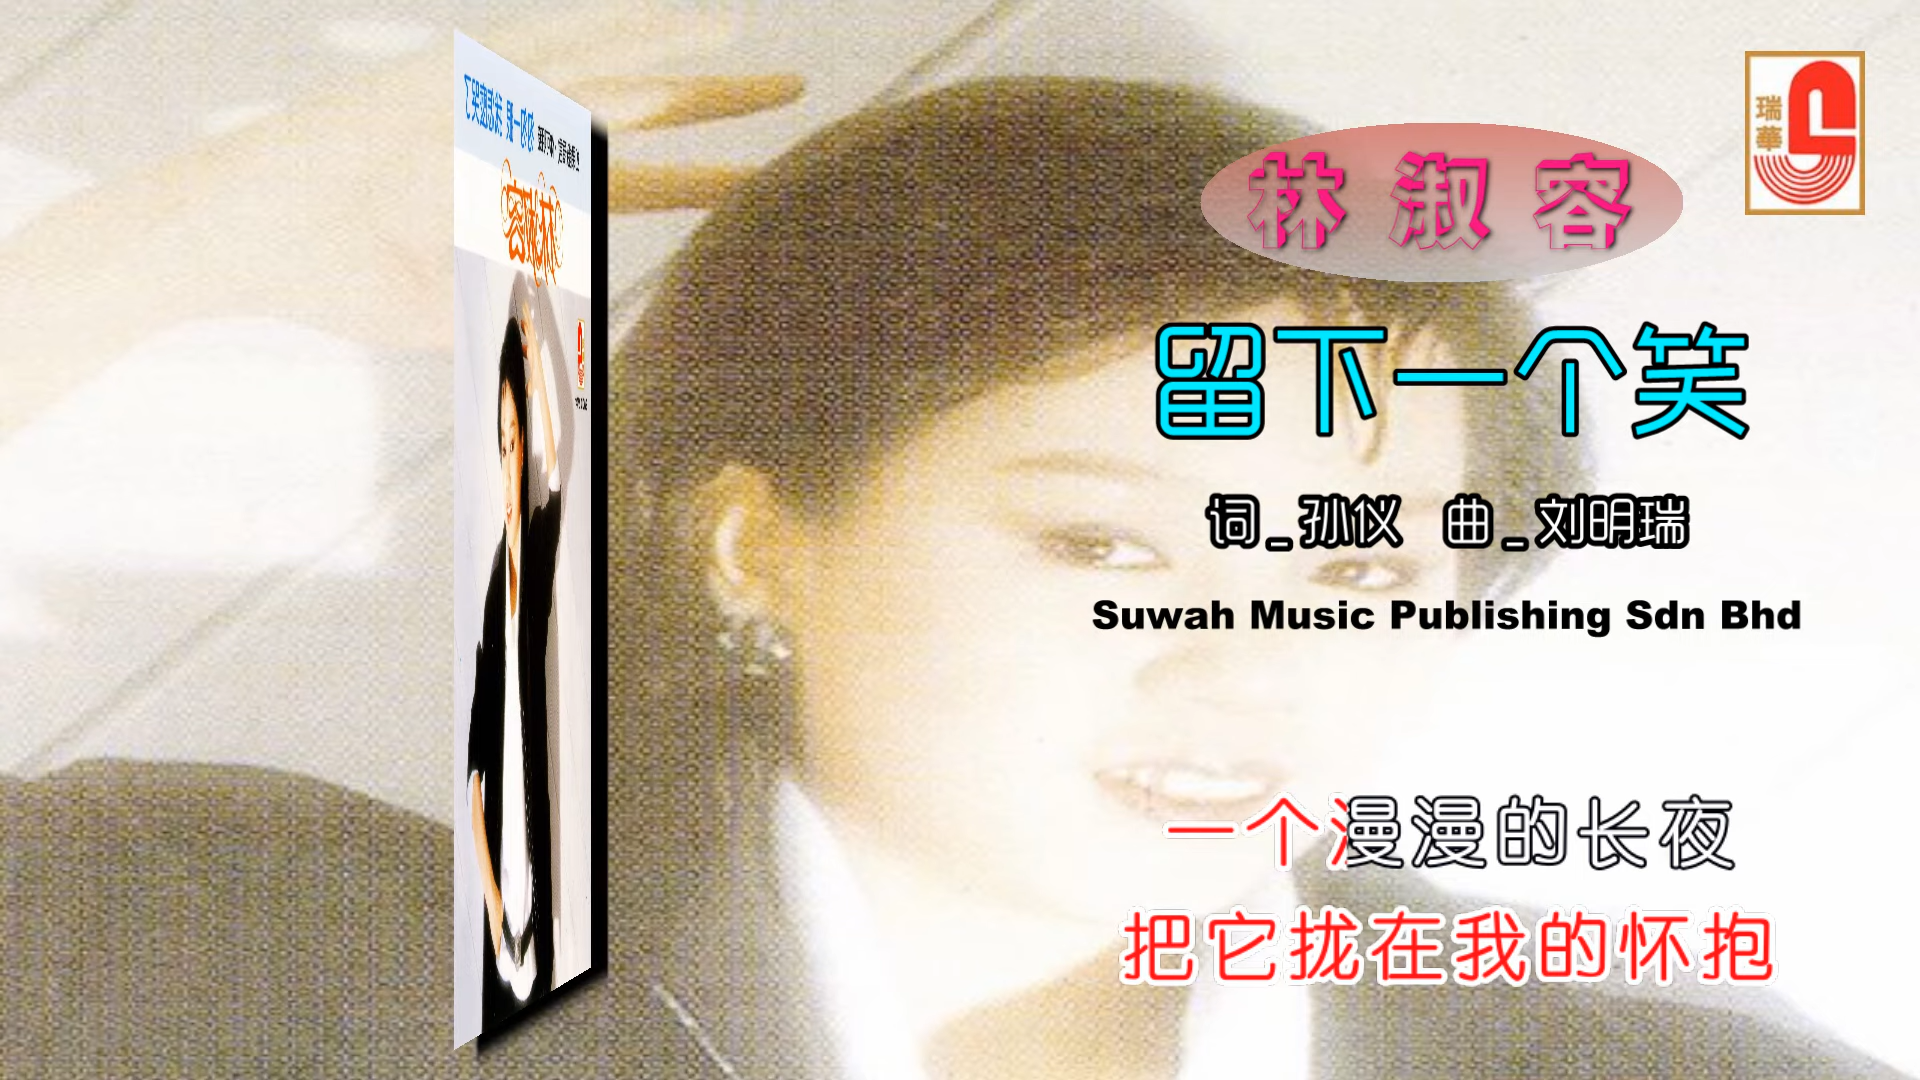 瑞華
林淑容
留下一个笑
词_孙仪 曲_刘明瑞
Suwah Music Publishing Sdn Bhd
一个漫漫的长夜
把它拢在我的怀抱
林淑容